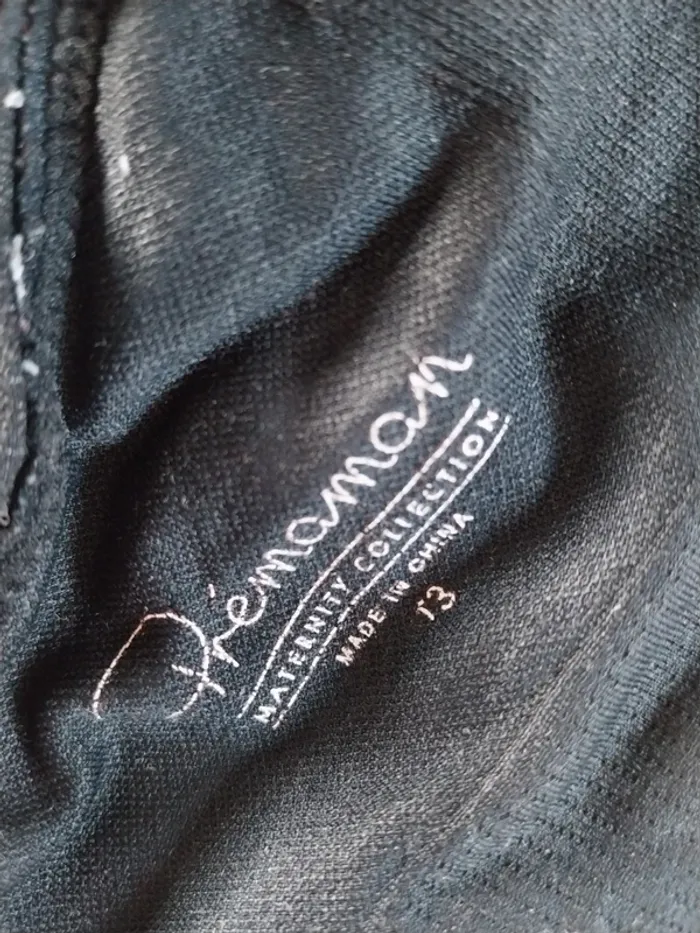 Prémaman
MATERNITY COLLECTION
MADE IN CHINA
13